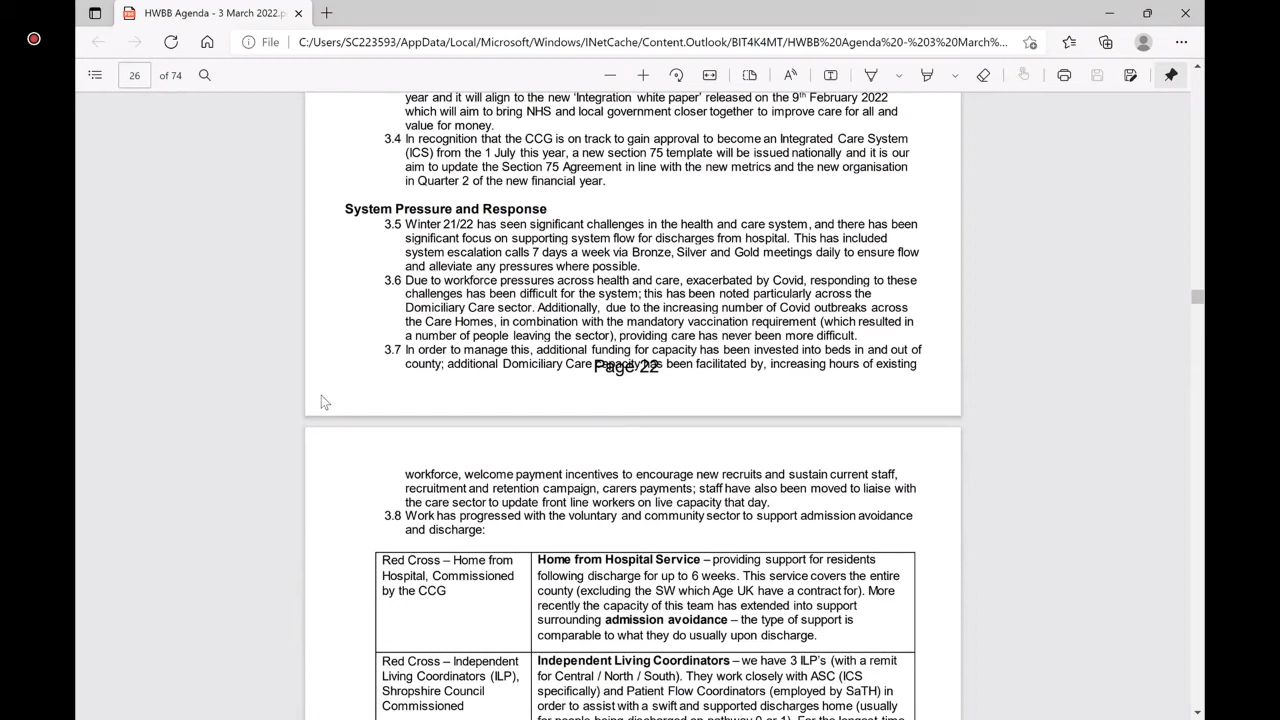 HWBB Agenda - 3 March 2022.p
File C:/Users/SC223593/AppData/Local/Microsoft/Windows/INetCache/Content.Outlook/BIT4K4MT/HWBB%20Agenda%20-%203%20March%...
26 of 74
year and it will align to the new ‘Integration white paper’ released on the 9th February 2022
which will aim to bring NHS and local government closer together to improve care for all and
value for money.
3.4 In recognition that the CCG is on track to gain approval to become an Integrated Care System
(ICS) from the 1 July this year, a new section 75 template will be issued nationally and it is our
aim to update the Section 75 Agreement in line with the new metrics and the new organisation
in Quarter 2 of the new financial year.
System Pressure and Response
3.5 Winter 21/22 has seen significant challenges in the health and care system, and there has been
significant focus on supporting system flow for discharges from hospital. This has included
system escalation calls 7 days a week via Bronze, Silver and Gold meetings daily to ensure flow
and alleviate any pressures where possible.
3.6 Due to workforce pressures across health and care, exacerbated by Covid, responding to these
challenges has been difficult for the system; this has been noted particularly across the
Domiciliary Care sector. Additionally, due to the increasing number of Covid outbreaks across
the Care Homes, in combination with the mandatory vaccination requirement (which resulted in
a number of people leaving the sector), providing care has never been more difficult.
3.7 In order to manage this, additional funding for capacity has been invested into beds in and out of
county; additional Domiciliary Care capacity has been facilitated by, increasing hours of existing
Page 22
workforce, welcome payment incentives to encourage new recruits and sustain current staff,
recruitment and retention campaign, carers payments; staff have also been moved to liaise with
the care sector to update front line workers on live capacity that day.
3.8 Work has progressed with the voluntary and community sector to support admission avoidance
and discharge:
Red Cross – Home from
Hospital, Commissioned
by the CCG
Home from Hospital Service – providing support for residents
following discharge for up to 6 weeks. This service covers the entire
county (excluding the SW which Age UK have a contract for). More
recently the capacity of this team has extended into support
surrounding admission avoidance – the type of support is
comparable to what they do usually upon discharge.
Red Cross – Independent
Living Coordinators (ILP),
Shropshire Council
Commissioned
Independent Living Coordinators – we have 3 ILP's (with a remit
for Central / North / South). They work closely with ASC (ICS
specifically) and Patient Flow Coordinators (employed by SaTH) in
order to assist with a swift and supported discharges home (usually
for people being discharged on pathway 0 or 1). For the longest time